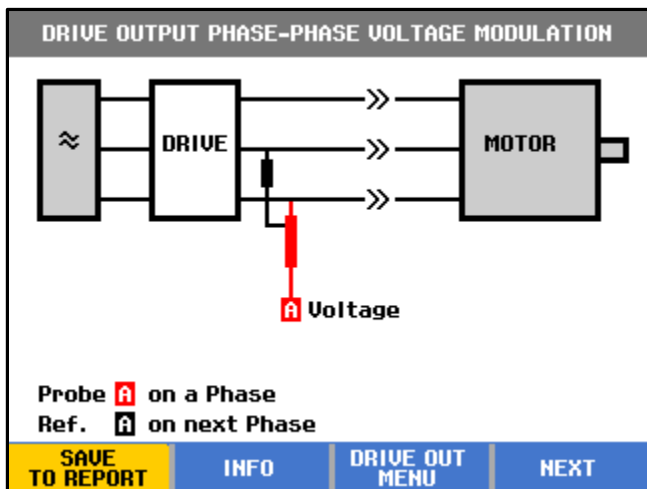 DRIVE OUTPUT PHASE-PHASE VOLTAGE MODULATION
≈
DRIVE
MOTOR
A Voltage
Probe A on a Phase
Ref. A on next Phase
SAVE TO REPORT
INFO
DRIVE OUT MENU
NEXT